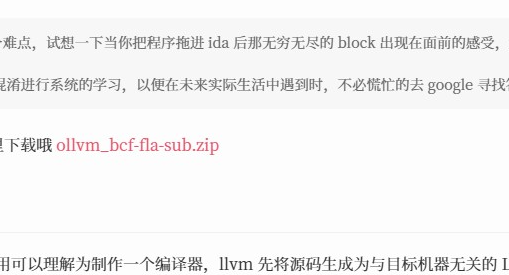 难点，试想一下当你把程序拖进 ida 后那无穷无尽的 block 出现在面前的感受，
混淆进行系统的学习，以便在未来实际生活中遇到时，不必慌忙的去 google 寻找
里下载哦 ollvm_bcf-fla-sub.zip
用可以理解为制作一个编译器，llvm 先将源码生成为与目标机器无关的